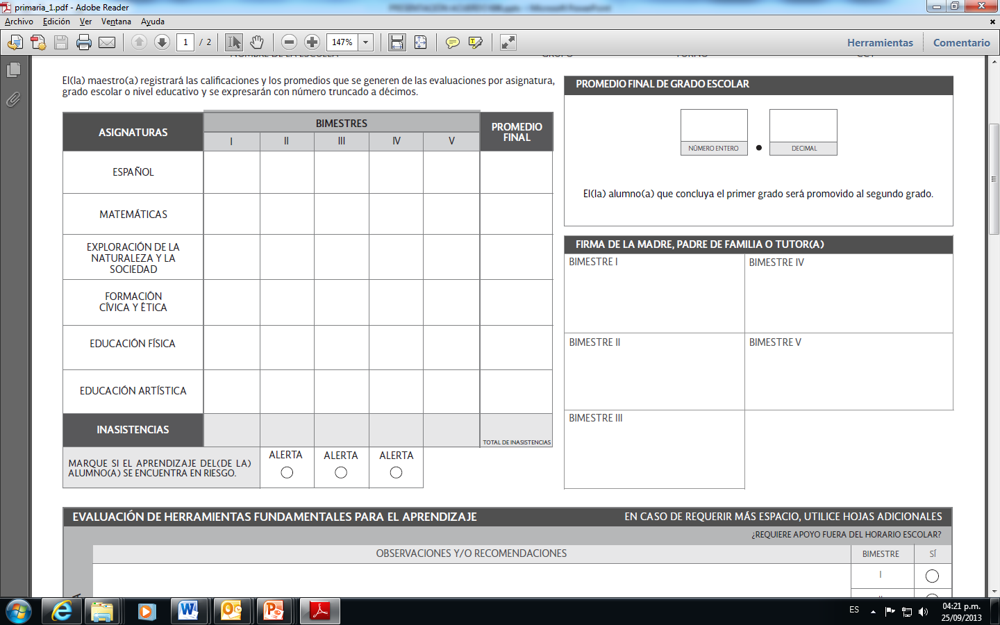 primaria_1.pdf - Adobe Reader
Archivo Edición Ver Ventana Ayuda
1 / 2 147% Herramientas Comentario
NOMBRE DE LA ESCUELA GRUPO TURNO CCT
El(la) maestro(a) registrará las calificaciones y los promedios que se generen de las evaluaciones por asignatura,
grado escolar o nivel educativo y se expresarán con número truncado a décimos.
ASIGNATURAS
BIMESTRES
I II III IV V
PROMEDIO
FINAL
ESPAÑOL
MATEMÁTICAS
EXPLORACIÓN DE LA
NATURALEZA Y LA
SOCIEDAD
FORMACIÓN
CÍVICA Y ÉTICA
EDUCACIÓN FÍSICA
EDUCACIÓN ARTÍSTICA
INASISTENCIAS
TOTAL DE INASISTENCIAS
MARQUE SI EL APRENDIZAJE DEL(DE LA)
ALUMNO(A) SE ENCUENTRA EN RIESGO.
ALERTA ALERTA ALERTA
PROMEDIO FINAL DE GRADO ESCOLAR
NÚMERO ENTERO DECIMAL
El(la) alumno(a) que concluya el primer grado será promovido al segundo grado.
FIRMA DE LA MADRE, PADRE DE FAMILIA O TUTOR(A)
BIMESTRE I BIMESTRE IV
BIMESTRE II BIMESTRE V
BIMESTRE III
EVALUACIÓN DE HERRAMIENTAS FUNDAMENTALES PARA EL APRENDIZAJE EN CASO DE REQUERIR MÁS ESPACIO, UTILICE HOJAS ADICIONALES
¿REQUIERE APOYO FUERA DEL HORARIO ESCOLAR?
OBSERVACIONES Y/O RECOMENDACIONES BIMESTRE SÍ
I
ES 04:21 p.m.
25/09/2013